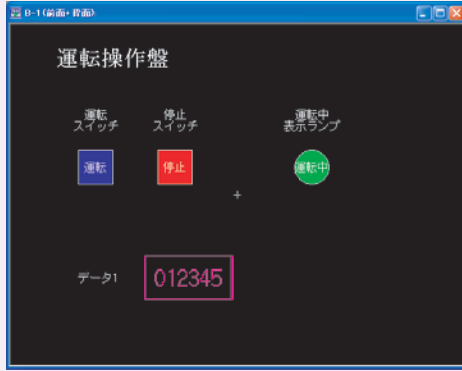 B-1(前面+背面)
運転操作盤
運転
スイッチ
停止
スイッチ
運転中
表示ランプ
運転
停止
運転中
データ1
012345